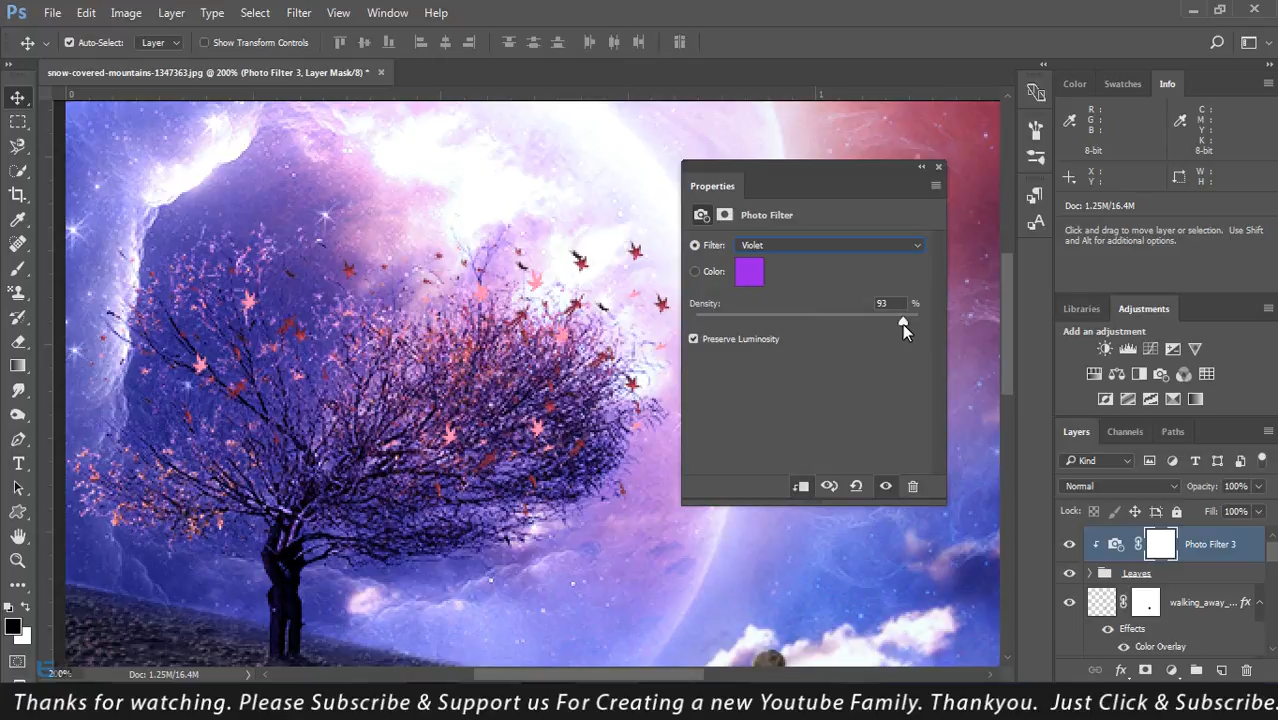 Ps File Edit Image Layer Type Select Filter 3D View Window Help
Auto-Select: Layer Show Transform Controls
snow-covered-mountains-1347363.jpg @ 200% (Photo Filter 3, Layer Mask/8) *
0 1
Color Swatches Info
R : C :
G : M :
B : Y :
K :
8-bit 8-bit
X : W :
Y : H :
Doc: 1.25M/16.4M
Click and drag to move layer or selection. Use Shift
and Alt for additional options.
Properties
Photo Filter
Filter: Violet
Color:
Density: 93 %
Preserve Luminosity
Libraries Adjustments
Add an adjustment
Layers Channels Paths
Kind
Normal Opacity: 100%
Lock: Fill: 100%
Photo Filter 3
Leaves
walking_away_... fx
Effects
Color Overlay
200% Doc: 1.25M/16.4M
Thanks for watching. Please Subscribe & Support us For Creating a new Youtube Family. Thankyou. Just Click & Subscribe.